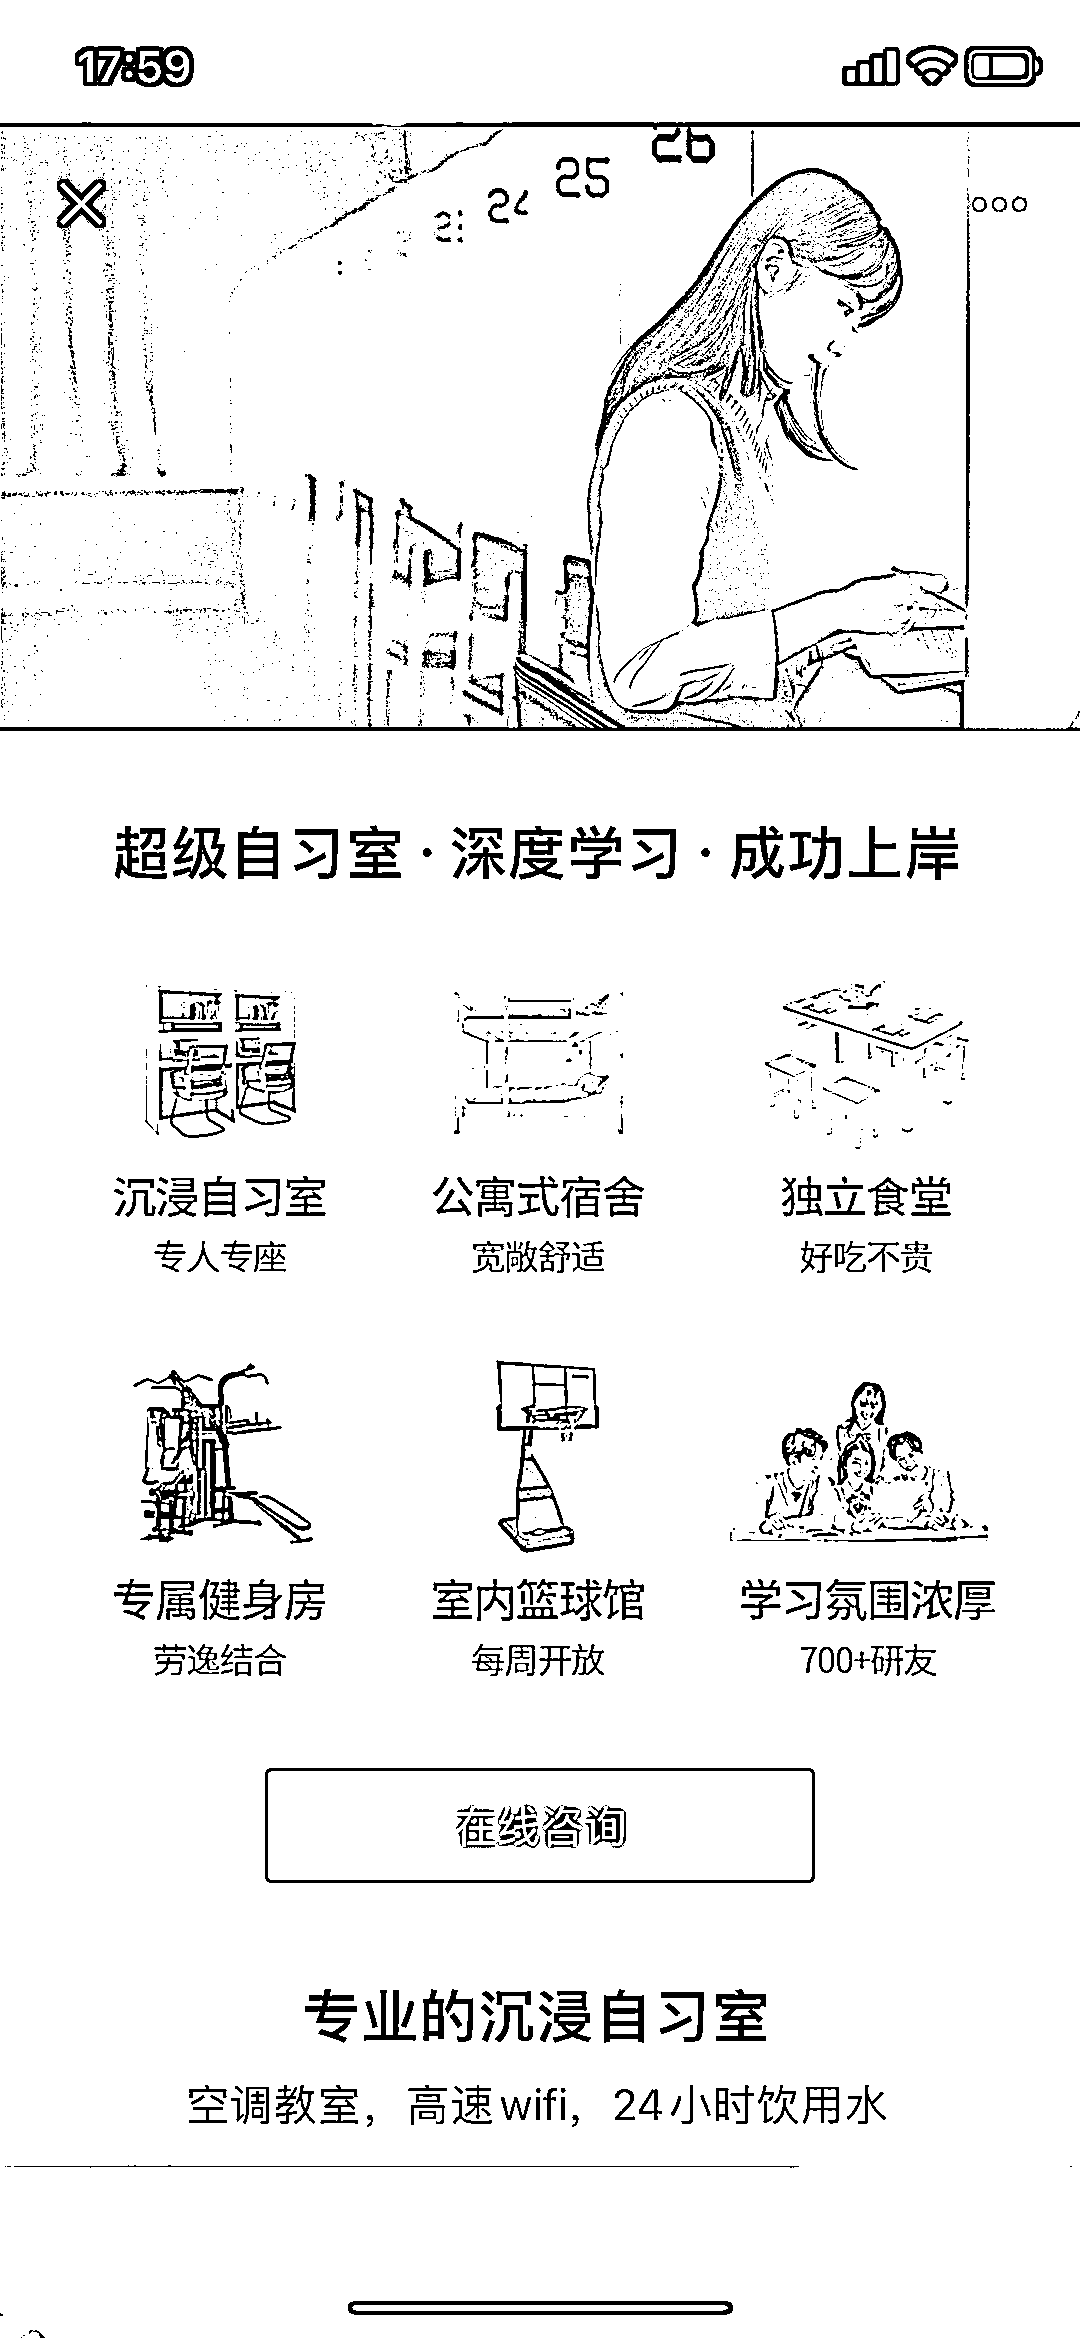 17:59
26
25
24
超级自习室·深度学习·成功上岸
沉浸自习室
公寓式宿舍
独立食堂
专人专座
宽敞舒适
好吃不贵
专属健身房
室内篮球馆
学习氛围浓厚
劳逸结合
每周开放
700+研友
在线咨询
专业的沉浸自习室
空调教室，高速wifi，24小时饮用水